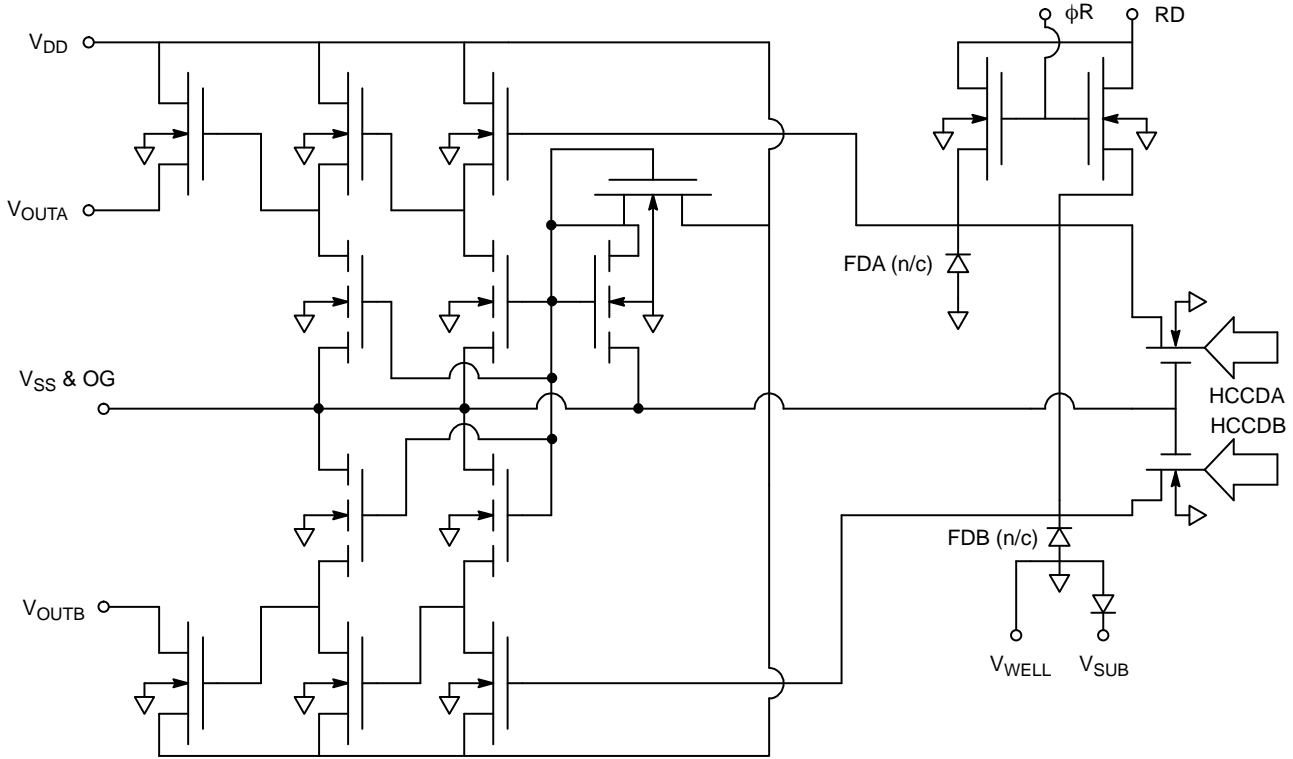 ϕR
RD
VDD
VOUTA
FDA (n/c)
VSS & OG
HCCDA
HCCDB
FDB (n/c)
VOUTB
VWELL
VSUB